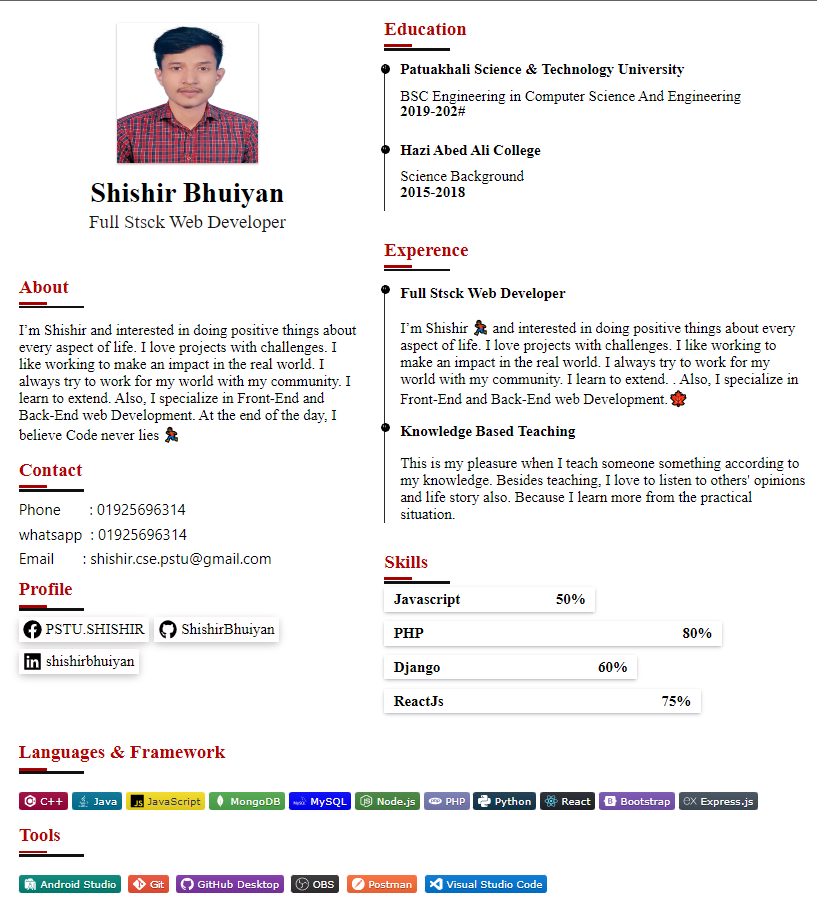 Shishir Bhuiyan
Full Stsck Web Developer
About
I'm Shishir and interested in doing positive things about
every aspect of life. I love projects with challenges. I
like working to make an impact in the real world. I
always try to work for my world with my community. I
learn to extend. Also, I specialize in Front-End and
Back-End web Development. At the end of the day, I
believe Code never lies
Contact
Phone : 01925696314
whatsapp : 01925696314
Email : shishir.cse.pstu@gmail.com
Profile
PSTU.SHISHIR ShishirBhuiyan
shishirbhuiyan
Education
Patuakhali Science & Technology University
BSC Engineering in Computer Science And Engineering
2019-202#
Hazi Abed Ali College
Science Background
2015-2018
Experence
Full Stsck Web Developer
I'm Shishir and interested in doing positive things about every
aspect of life. I love projects with challenges. I like working to
make an impact in the real world. I always try to work for my
world with my community. I learn to extend. . Also, I specialize in
Front-End and Back-End web Development.
Knowledge Based Teaching
This is my pleasure when I teach someone something according to
my knowledge. Besides teaching, I love to listen to others' opinions
and life story also. Because I learn more from the practical
situation.
Skills
Javascript 50%
PHP 80%
Django 60%
ReactJs 75%
Languages & Framework
C++ Java JavaScript MongoDB MySQL Node.js PHP Python React Bootstrap Express.js
Tools
Android Studio Git GitHub Desktop OBS Postman Visual Studio Code